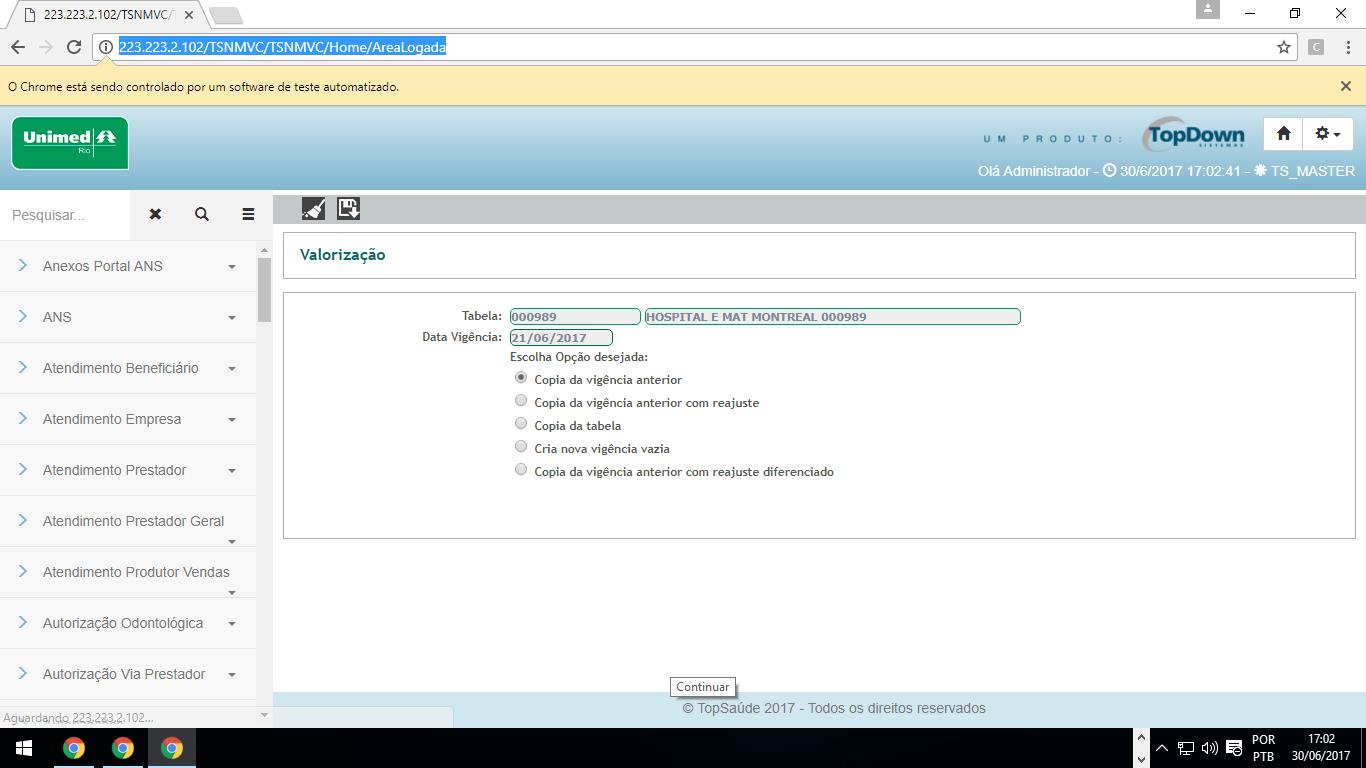 223.223.2.102/TSNMVC/T
223.223.2.102/TSNMVC/TSNMVC/Home/AreaLogada
C
O Chrome está sendo controlado por um software de teste automatizado.
Unimed
Rio
UM PRODUTO:
TopDown
SISTEMAS
Olá Administrador - 30/6/2017 17:02:41 - TS_MASTER
Pesquisar...
Valorização
Anexos Portal ANS
ANS
Atendimento Beneficiário
Atendimento Empresa
Atendimento Prestador
Atendimento Prestador Geral
Atendimento Produtor Vendas
Autorização Odontológica
Autorização Via Prestador
Tabela: 000989 HOSPITAL E MAT MONTREAL 000989
Data Vigência: 21/06/2017
Escolha Opção desejada:
Copia da vigência anterior
Copia da vigência anterior com reajuste
Copia da tabela
Cria nova vigência vazia
Copia da vigência anterior com reajuste diferenciado
Continuar
© TopSaúde 2017 - Todos os direitos reservados
Aguardando 223.223.2.102...
POR
PTB
17:02
30/06/2017